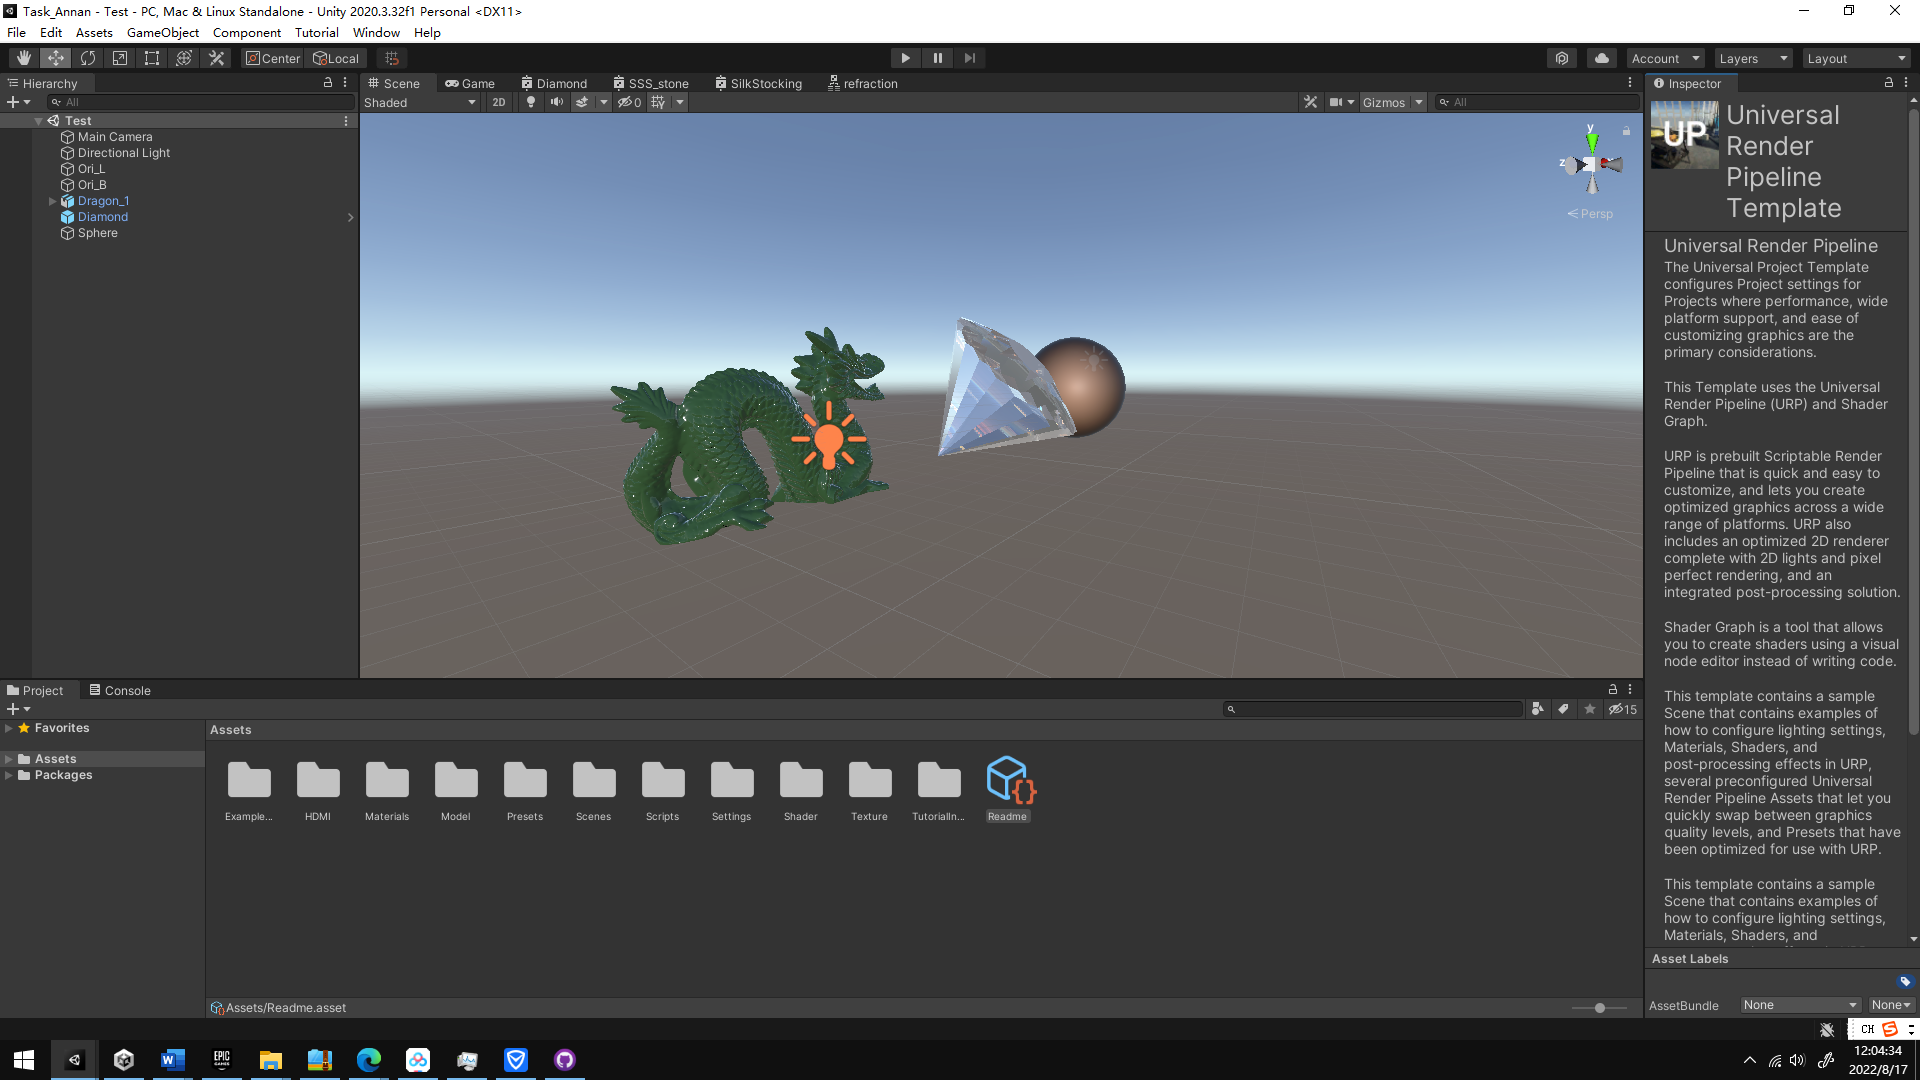 Task_Annan - Test - PC, Mac & Linux Standalone - Unity 2020.3.32f1 Personal <DX11>
File Edit Assets GameObject Component Tutorial Window Help
Center Local Account Layers Layout
Hierarchy
All
Test
Main Camera
Directional Light
Ori_L
Ori_B
Dragon_1
Diamond
Sphere
Scene Game Diamond SSS_stone SilkStocking refraction
Shaded 2D 0 Gizmos All
y
z
Persp
Inspector
UP
Universal
Render
Pipeline
Template
Universal Render Pipeline
The Universal Project Template
configures Project settings for
Projects where performance, wide
platform support, and ease of
customizing graphics are the
primary considerations.
This Template uses the Universal
Render Pipeline (URP) and Shader
Graph.
URP is prebuilt Scriptable Render
Pipeline that is quick and easy to
customize, and lets you create
optimized graphics across a wide
range of platforms. URP also
includes an optimized 2D renderer
complete with 2D lights and pixel
perfect rendering, and an
integrated post-processing solution.
Shader Graph is a tool that allows
you to create shaders using a visual
node editor instead of writing code.
This template contains a sample
Scene that contains examples of
how to configure lighting settings,
Materials, Shaders, and
post-processing effects in URP,
several preconfigured Universal
Render Pipeline Assets that let you
quickly swap between graphics
quality levels, and Presets that have
been optimized for use with URP.
This template contains a sample
Scene that contains examples of
how to configure lighting settings,
Materials, Shaders, and
Asset Labels
AssetBundle None None
Project Console
15
Favorites
Assets
Packages
Assets
Example... HDMI Materials Model Presets Scenes Scripts Settings Shader Texture TutorialIn... Readme
Assets/Readme.asset
CH
EPIC
GAMES
12:04:34
2022/8/17